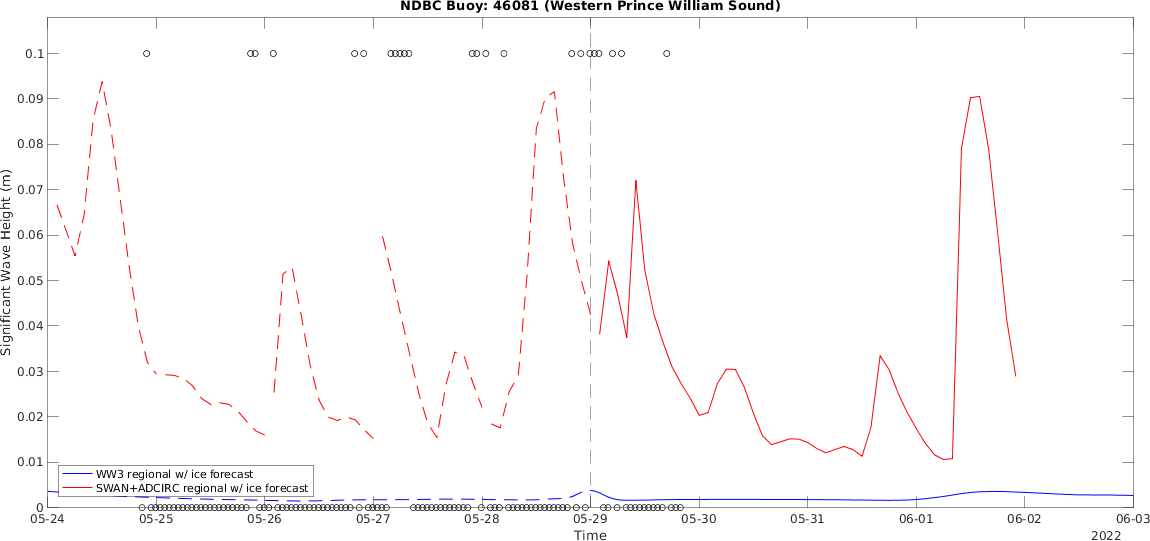 NDBC Buoy: 46081 (Western Prince William Sound)
0.1
0.09
0.08
0.07
0.06
0.05
0.04
0.03
0.02
0.01
0
Significant Wave Height (m)
WW3 regional w/ ice forecast
SWAN+ADCIRC regional w/ ice forecast
05-24 05-25 05-26 05-27 05-28 05-29 05-30 05-31 06-01 06-02 06-03
Time
2022